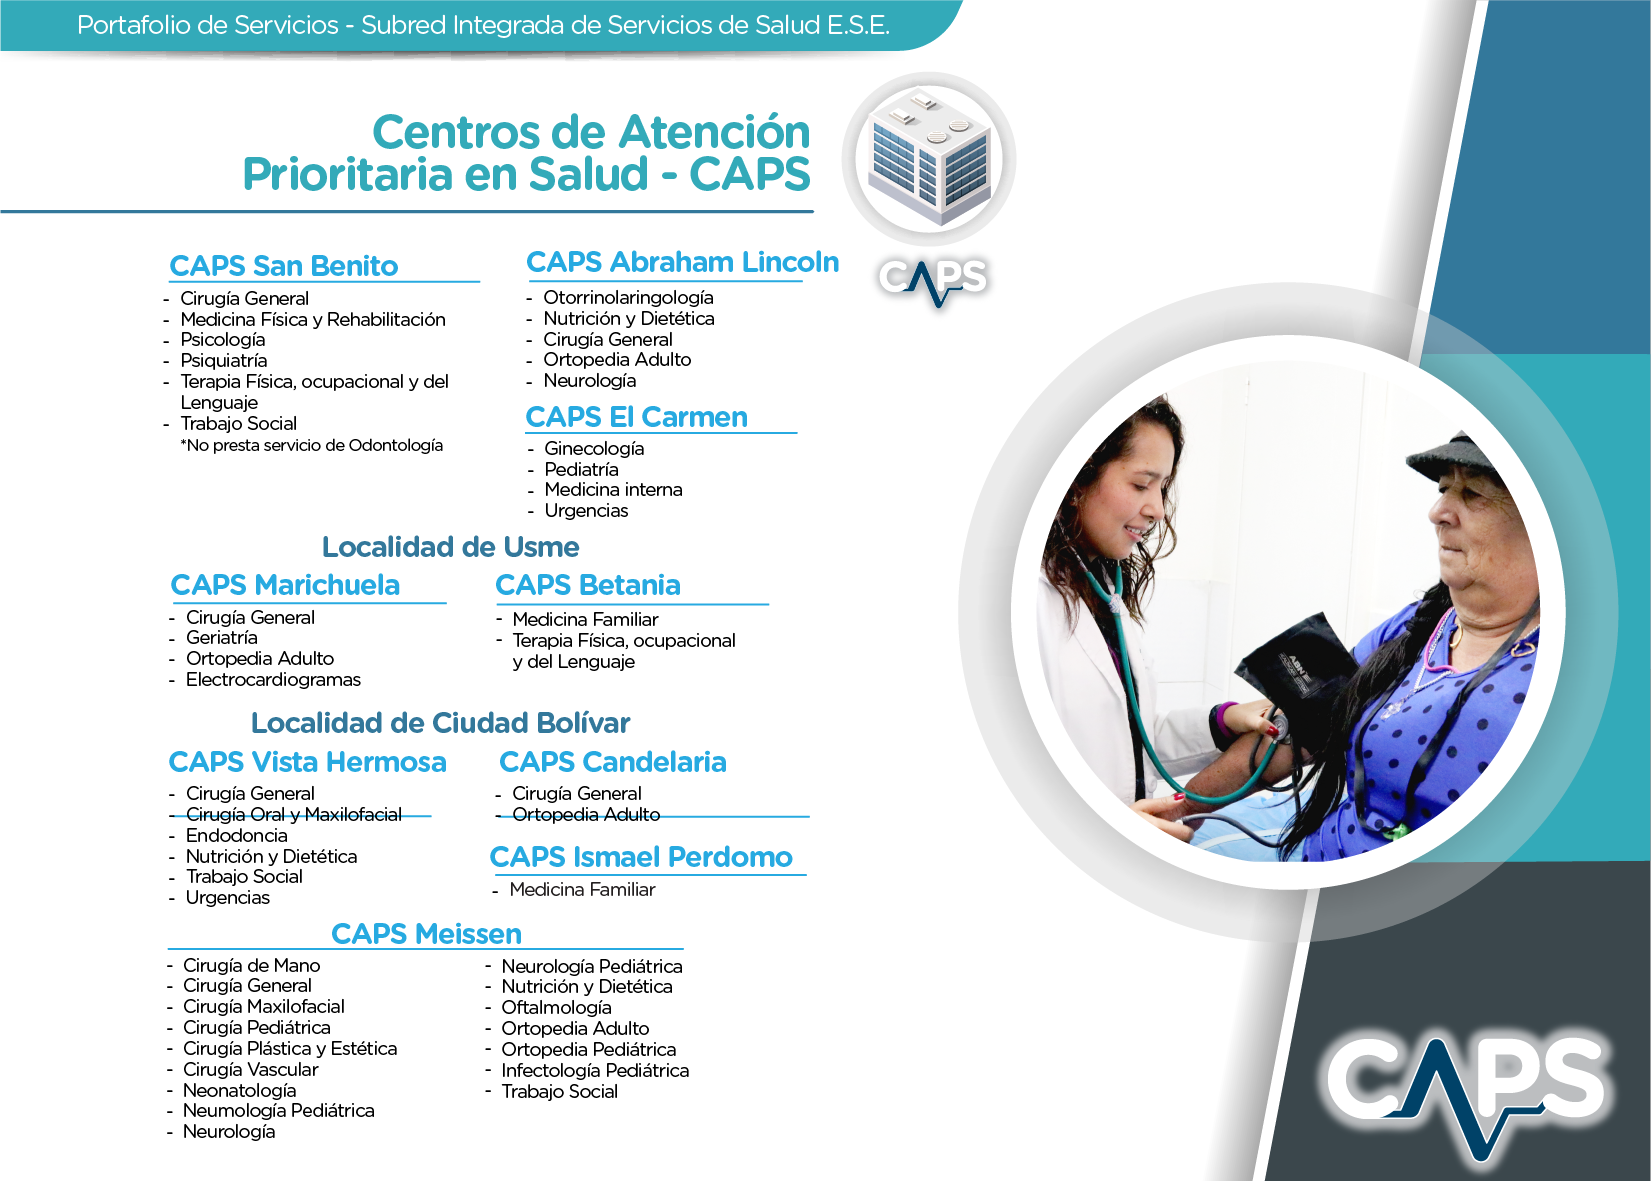 Portafolio de Servicios - Subred Integrada de Servicios de Salud E.S.E.
Centros de Atención
Prioritaria en Salud - CAPS
CAPS
CAPS San Benito
- Cirugía General
- Medicina Física y Rehabilitación
- Psicología
- Psiquiatría
- Terapia Física, ocupacional y del
Lenguaje
- Trabajo Social
*No presta servicio de Odontología
CAPS Abraham Lincoln
- Otorrinolaringología
- Nutrición y Dietética
- Cirugía General
- Ortopedia Adulto
- Neurología
CAPS El Carmen
- Ginecología
- Pediatría
- Medicina interna
- Urgencias
Localidad de Usme
CAPS Marichuela
- Cirugía General
- Geriatría
- Ortopedia Adulto
- Electrocardiogramas
CAPS Betania
- Medicina Familiar
- Terapia Física, ocupacional
y del Lenguaje
Localidad de Ciudad Bolívar
CAPS Vista Hermosa
- Cirugía General
- Cirugía Oral y Maxilofacial
- Endodoncia
- Nutrición y Dietética
- Trabajo Social
- Urgencias
CAPS Candelaria
- Cirugía General
- Ortopedia Adulto
CAPS Ismael Perdomo
- Medicina Familiar
CAPS Meissen
- Cirugía de Mano
- Cirugía General
- Cirugía Maxilofacial
- Cirugía Pediátrica
- Cirugía Plástica y Estética
- Cirugía Vascular
- Neonatología
- Neumología Pediátrica
- Neurología
- Neurología Pediátrica
- Nutrición y Dietética
- Oftalmología
- Ortopedia Adulto
- Ortopedia Pediátrica
- Infectología Pediátrica
- Trabajo Social
CAPS